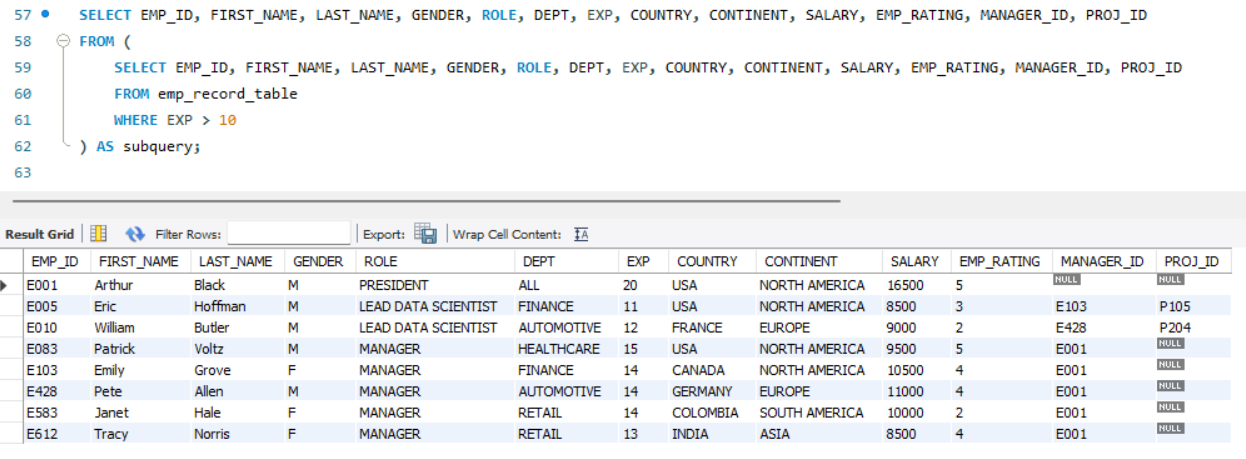 57 SELECT EMP_ID, FIRST_NAME, LAST_NAME, GENDER, ROLE, DEPT, EXP, COUNTRY, CONTINENT, SALARY, EMP_RATING, MANAGER_ID, PROJ_ID
58 FROM (
59 SELECT EMP_ID, FIRST_NAME, LAST_NAME, GENDER, ROLE, DEPT, EXP, COUNTRY, CONTINENT, SALARY, EMP_RATING, MANAGER_ID, PROJ_ID
60 FROM emp_record_table
61 WHERE EXP > 10
62 ) AS subquery;
63
Result Grid Filter Rows: Export: Wrap Cell Content: IA
EMP_ID FIRST_NAME LAST_NAME GENDER ROLE DEPT EXP COUNTRY CONTINENT SALARY EMP_RATING MANAGER_ID PROJ_ID
E001 Arthur Black M PRESIDENT ALL 20 USA NORTH AMERICA 16500 5 NULL NULL
E005 Eric Hoffman M LEAD DATA SCIENTIST FINANCE 11 USA NORTH AMERICA 8500 3 E103 P105
E010 William Butler M LEAD DATA SCIENTIST AUTOMOTIVE 12 FRANCE EUROPE 9000 2 E428 P204
E083 Patrick Voltz M MANAGER HEALTHCARE 15 USA NORTH AMERICA 9500 5 E001 NULL
E103 Emily Grove F MANAGER FINANCE 14 CANADA NORTH AMERICA 10500 4 E001 NULL
E428 Pete Allen M MANAGER AUTOMOTIVE 14 GERMANY EUROPE 11000 4 E001 NULL
E583 Janet Hale F MANAGER RETAIL 14 COLOMBIA SOUTH AMERICA 10000 2 E001 NULL
E612 Tracy Norris F MANAGER RETAIL 13 INDIA ASIA 8500 4 E001 NULL